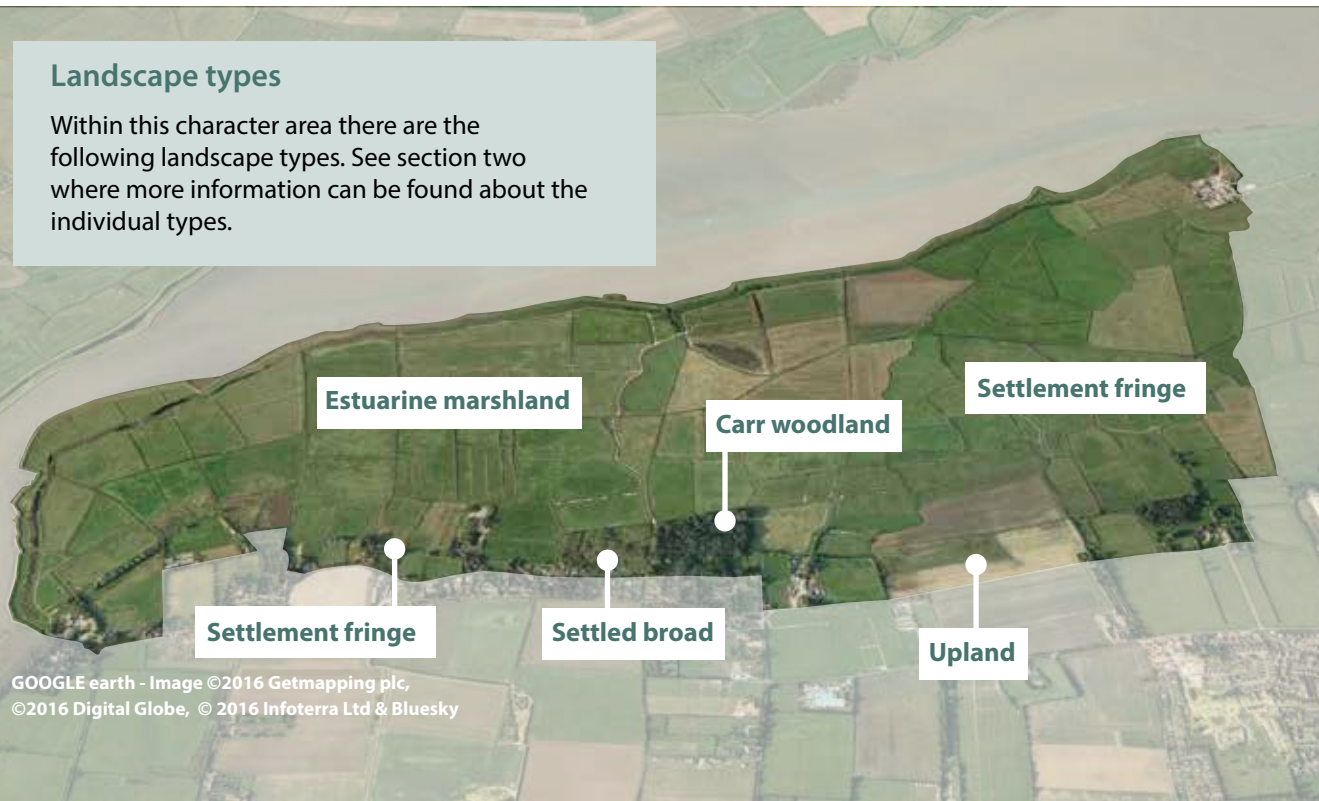 Landscape types
Within this character area there are the
following landscape types. See section two
where more information can be found about the
individual types.
Estuarine marshland
Settlement fringe
Carr woodland
Settlement fringe
Settled broad
Upland
GOOGLE earth - Image ©2016 Getmapping plc,
©2016 Digital Globe, © 2016 Infoterra Ltd & Bluesky